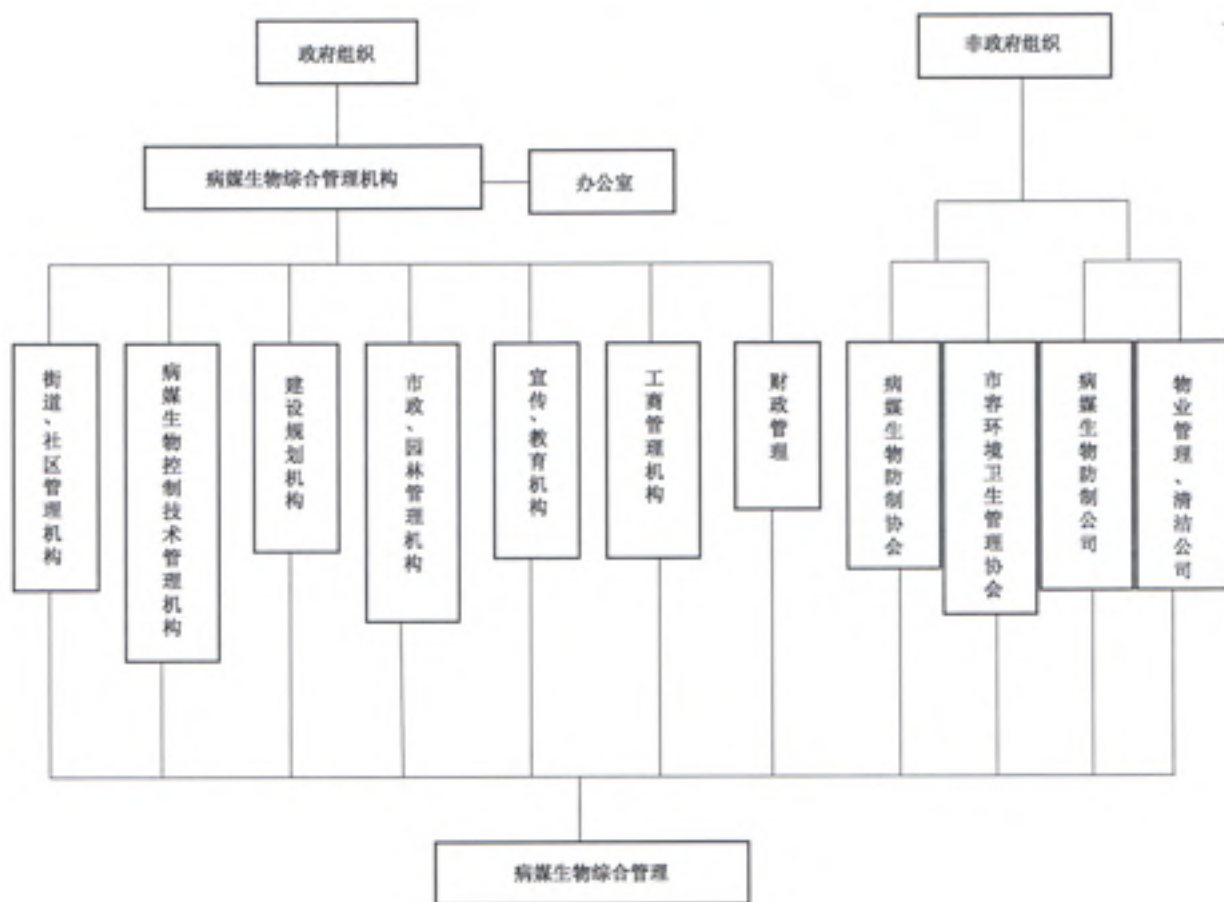 政府组织
非政府组织
病媒生物综合管理机构
办公室
街道、社区管理机构
病媒生物控制技术管理机构
建设规划机构
市政、园林管理机构
宣传、教育机构
工商管理机构
财政管理
病媒生物防制协会
市容环境卫生管理协会
病媒生物防制公司
物业管理、清洁公司
病媒生物综合管理